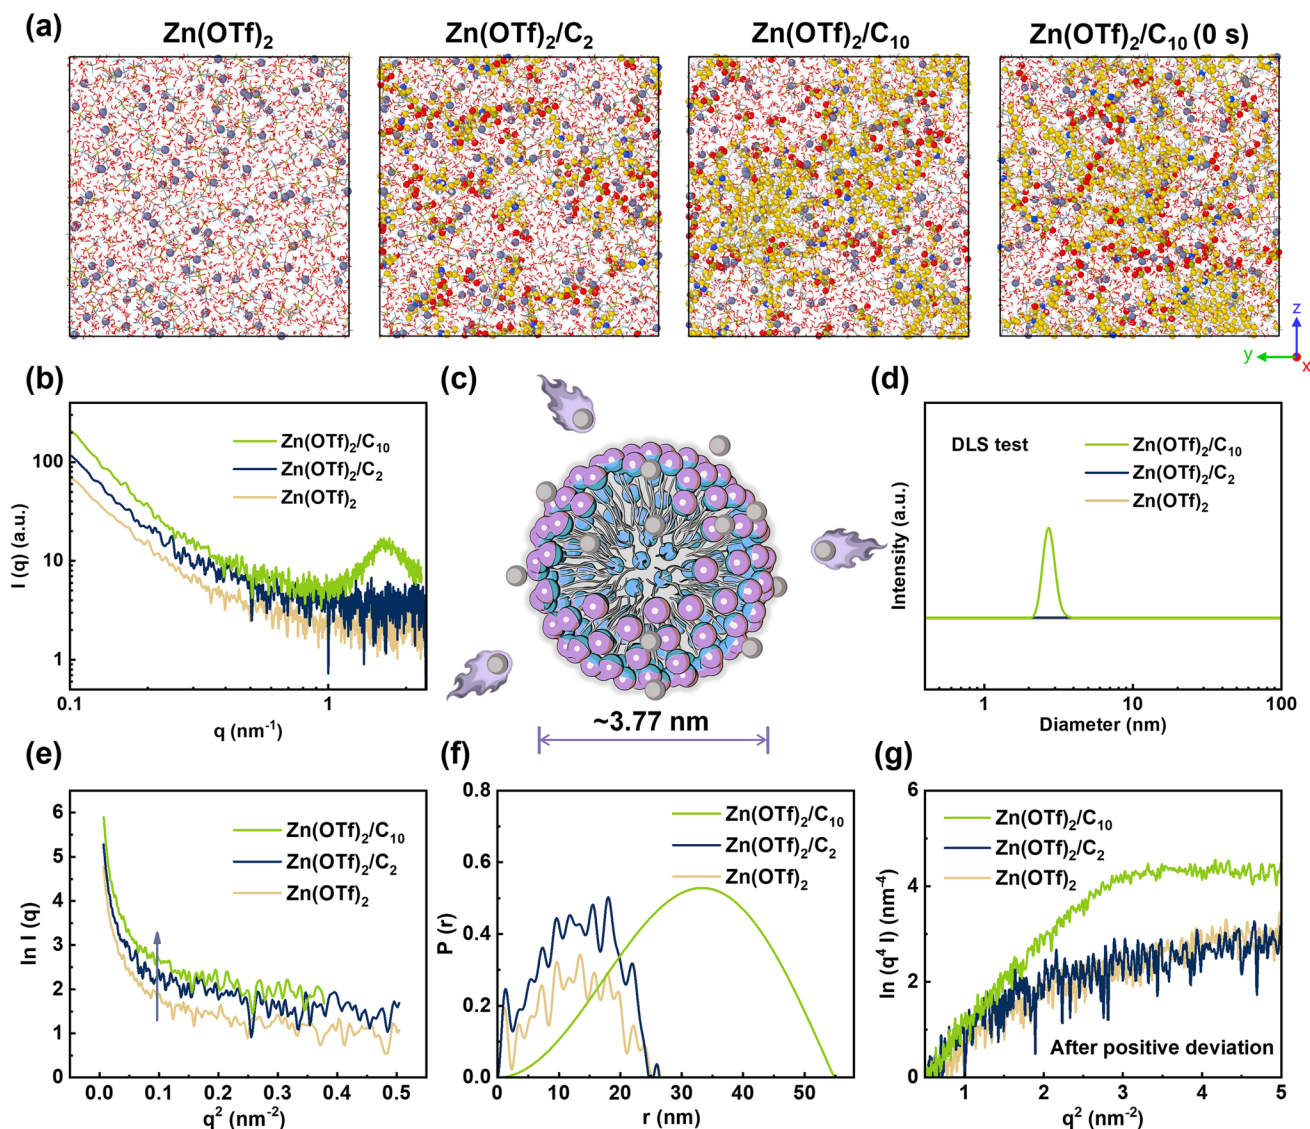 (a)
Zn(OTf)₂
Zn(OTf)₂/C₂
Zn(OTf)₂/C₁₀
Zn(OTf)₂/C₁₀ (0 s)
z
y
x
(b)
I (q) (a.u.)
100
10
1
0.1
1
q (nm⁻¹)
Zn(OTf)₂/C₁₀
Zn(OTf)₂/C₂
Zn(OTf)₂
(c)
~3.77 nm
(d)
DLS test
Zn(OTf)₂/C₁₀
Zn(OTf)₂/C₂
Zn(OTf)₂
Intensity (a.u.)
1
10
100
Diameter (nm)
(e)
ln I (q)
6
5
4
3
2
1
0
0.0
0.1
0.2
0.3
0.4
0.5
q² (nm⁻²)
Zn(OTf)₂/C₁₀
Zn(OTf)₂/C₂
Zn(OTf)₂
(f)
P (r)
0.8
0.6
0.4
0.2
0.0
0
10
20
30
40
50
r (nm)
Zn(OTf)₂/C₁₀
Zn(OTf)₂/C₂
Zn(OTf)₂
(g)
ln (q⁴ I) (nm⁻⁴)
6
4
2
0
1
2
3
4
5
q² (nm⁻²)
Zn(OTf)₂/C₁₀
Zn(OTf)₂/C₂
Zn(OTf)₂
After positive deviation